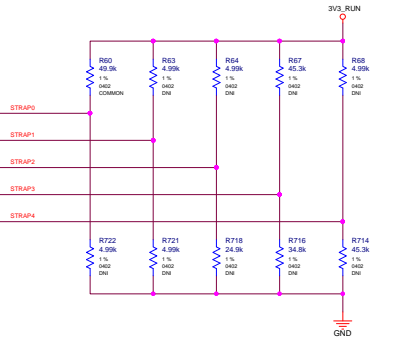 3V3_RUN
R60
49.9k
1 %
0402
COMMON
R63
4.99k
1 %
0402
DNI
R64
4.99k
1 %
0402
DNI
R67
45.3k
1 %
0402
DNI
R68
4.99k
1 %
0402
DNI
STRAP0
STRAP1
STRAP2
STRAP3
STRAP4
R722
4.99k
1 %
0402
DNI
R721
4.99k
1 %
0402
DNI
R718
24.9k
1 %
0402
DNI
R716
34.8k
1 %
0402
DNI
R714
45.3k
1 %
0402
DNI
GND